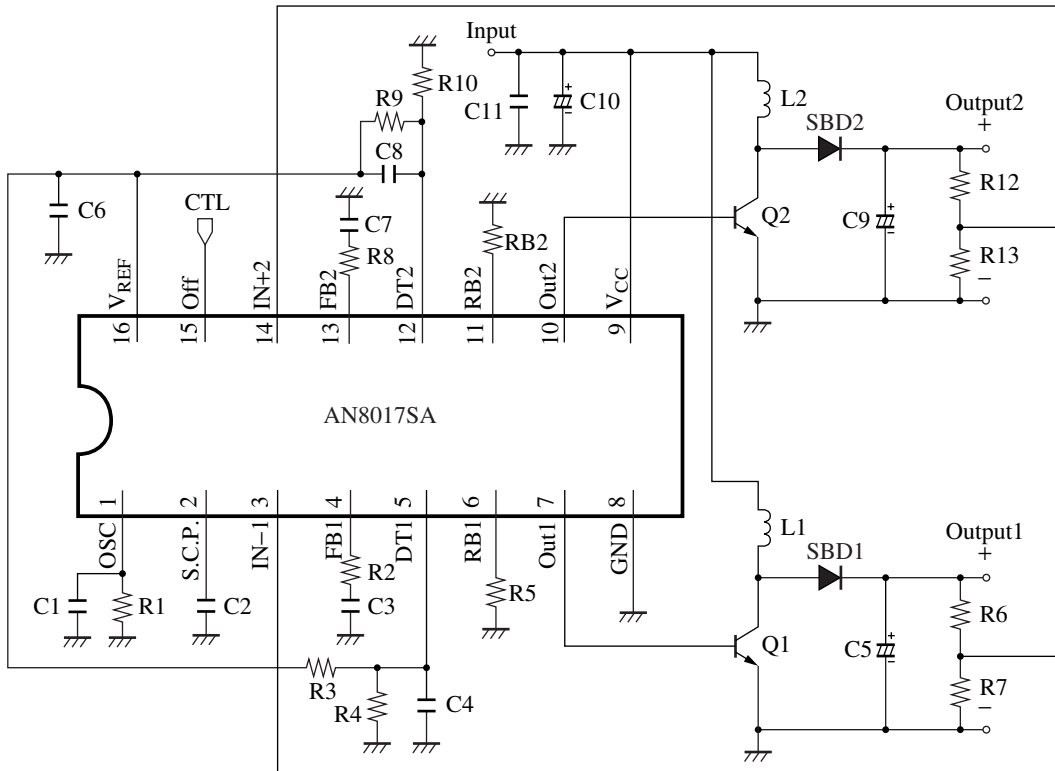 Input
R10
R9
C11
C10
L2
Output2
+
SBD2
C8
CTL
C6
C7
R12
RB2
Q2
C9
R8
R13
−
VREF
Off
IN+2
FB2
DT2
RB2
Out2
VCC
16
15
14
13
12
11
10
9
AN8017SA
1
2
3
4
5
6
7
8
OSC
S.C.P.
IN−1
FB1
DT1
RB1
Out1
GND
L1
Output1
+
SBD1
R2
C1
R1
C2
C3
R5
R6
Q1
C5
R3
R4
C4
R7
−